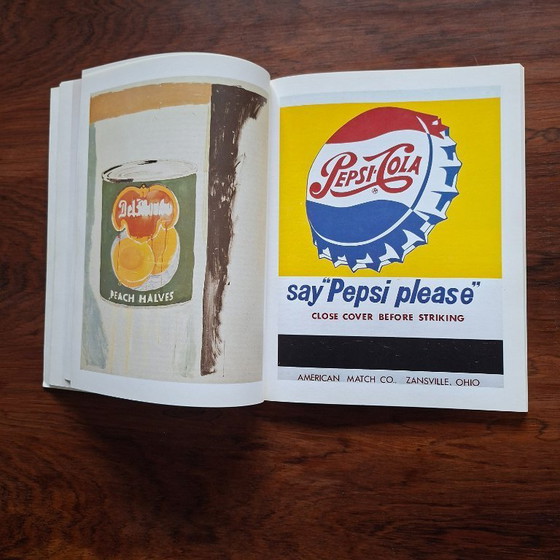 Del Monte
PEACH HALVES
PEPSI-COLA
say "Pepsi please"
CLOSE COVER BEFORE STRIKING
AMERICAN MATCH CO. ZANSVILLE, OHIO